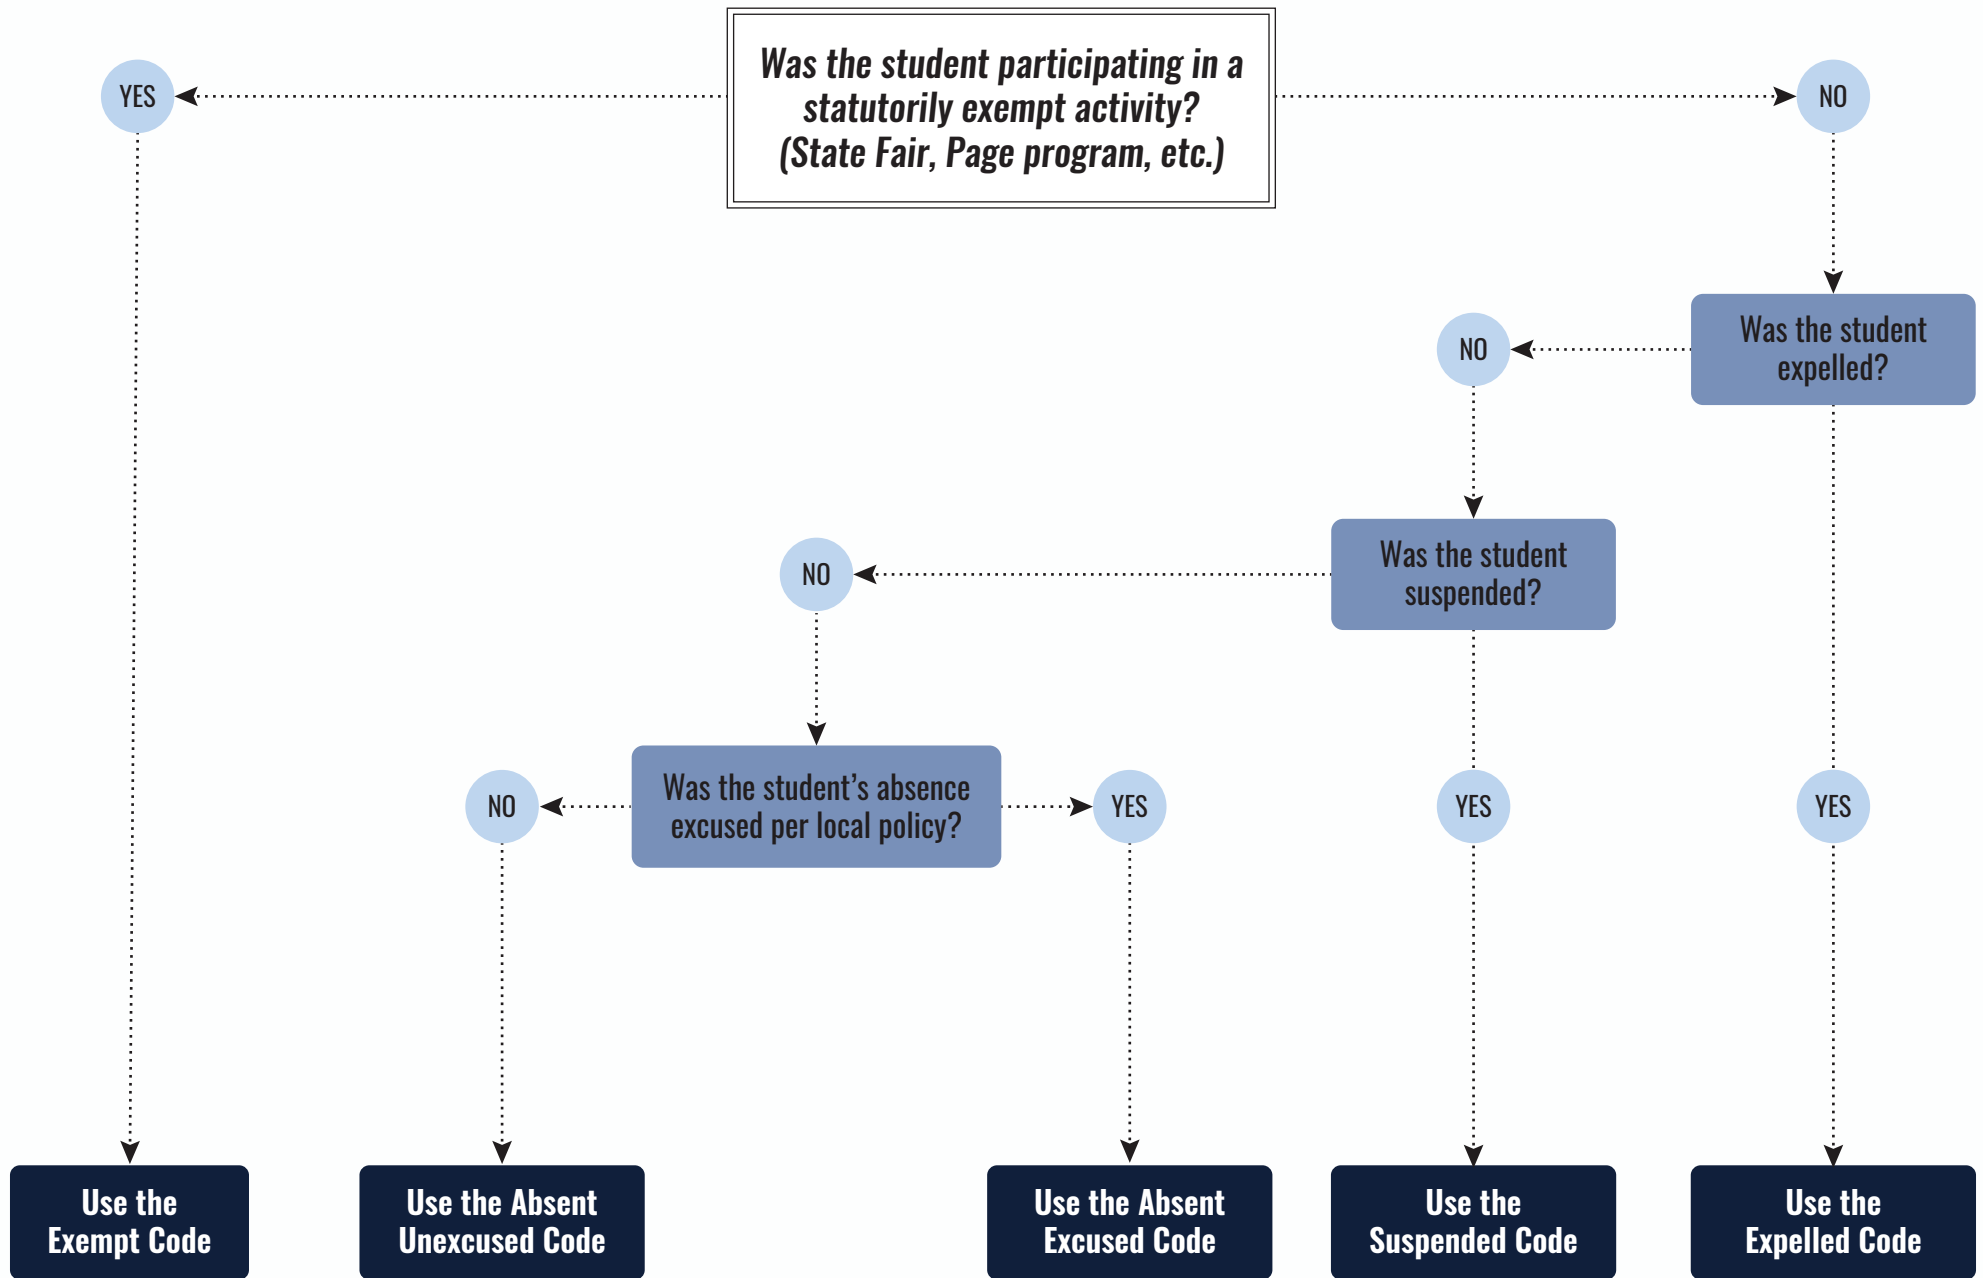 Was the student participating in a
statutorily exempt activity?
(State Fair, Page program, etc.)
YES
NO
Was the student
expelled?
NO
Was the student
suspended?
NO
Was the student’s absence
excused per local policy?
NO
YES
YES
YES
Use the
Exempt Code
Use the Absent
Unexcused Code
Use the Absent
Excused Code
Use the
Suspended Code
Use the
Expelled Code